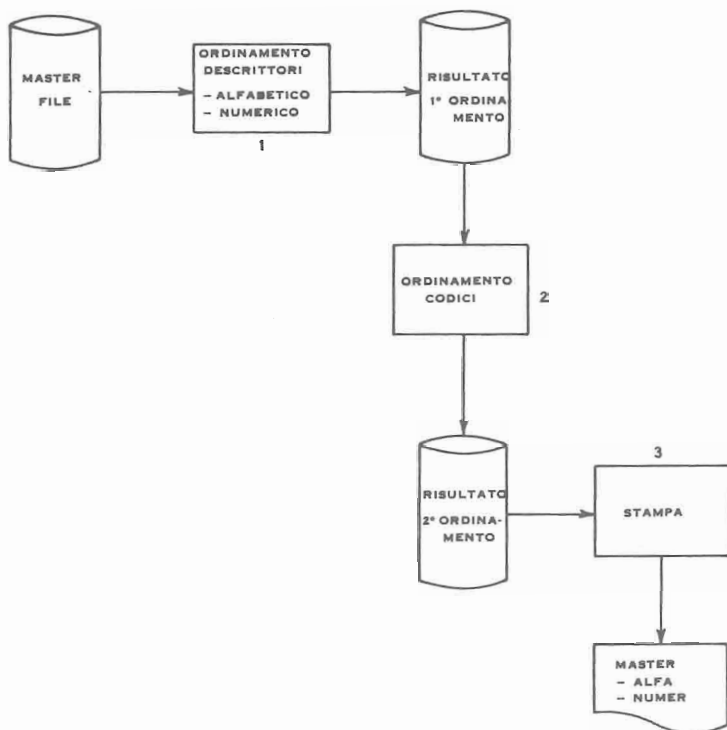 MASTER
FILE
ORDINAMENTO
DESCRITTORI
– ALFABETICO
– NUMERICO
1
RISULTATO
1° ORDINA
MENTO
ORDINAMENTO
CODICI
2
RISULTATO
2° ORDINA-
MENTO
3
STAMPA
MASTER
– ALFA
– NUMER